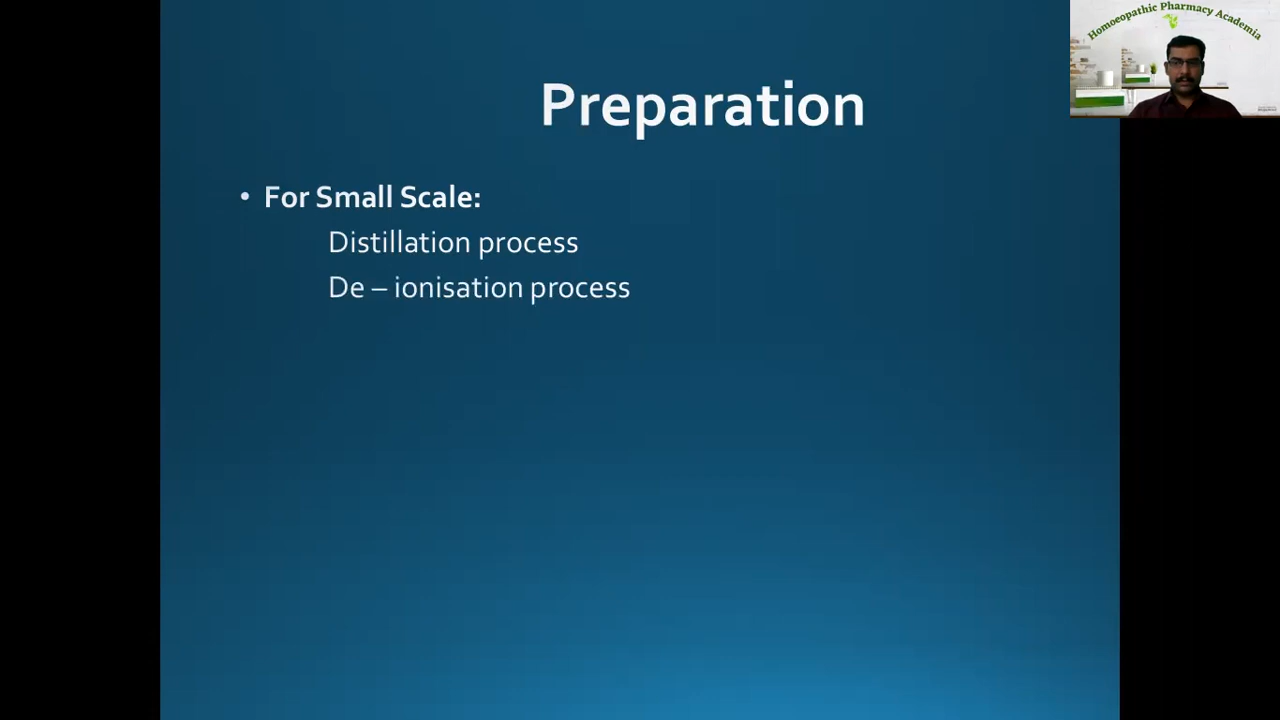 Homoeopathic Pharmacy Academia
Preparation
• For Small Scale:
Distillation process
De – ionisation process